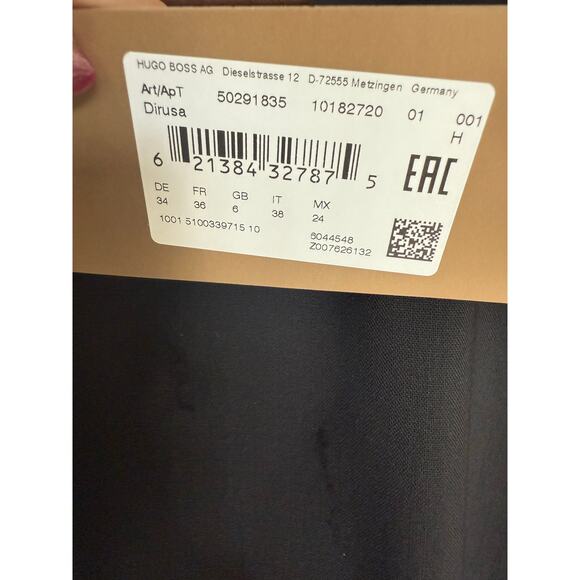 HUGO BOSS AG Dieselstrasse 12 D-72555 Metzingen Germany
Art/ApT 50291835 10182720 01 001
Dirusa H
6 21384 32787 5
EAC
DE FR GB IT MX
34 36 6 38 24
1001 5100339715 10 6044548
Z007626132